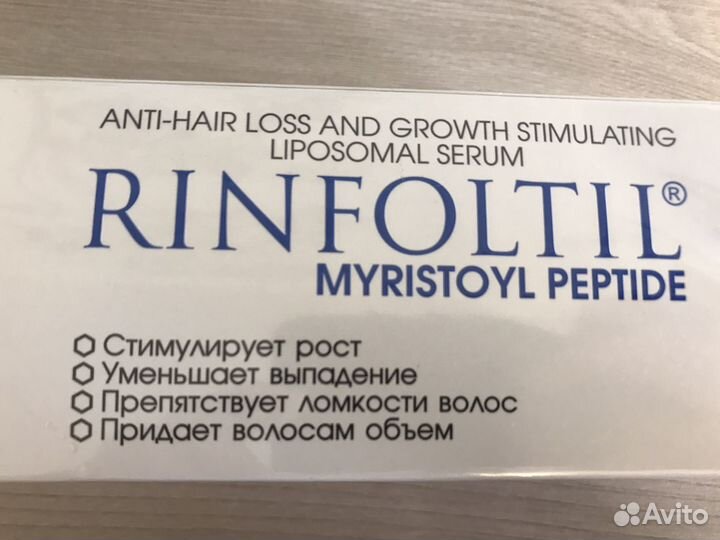 ANTI-HAIR LOSS AND GROWTH STIMULATING
LIPOSOMAL SERUM
RINFOLTIL®
MYRISTOYL PEPTIDE
Стимулирует рост
Уменьшает выпадение
Препятствует ломкости волос
Придает волосам объем
Avito